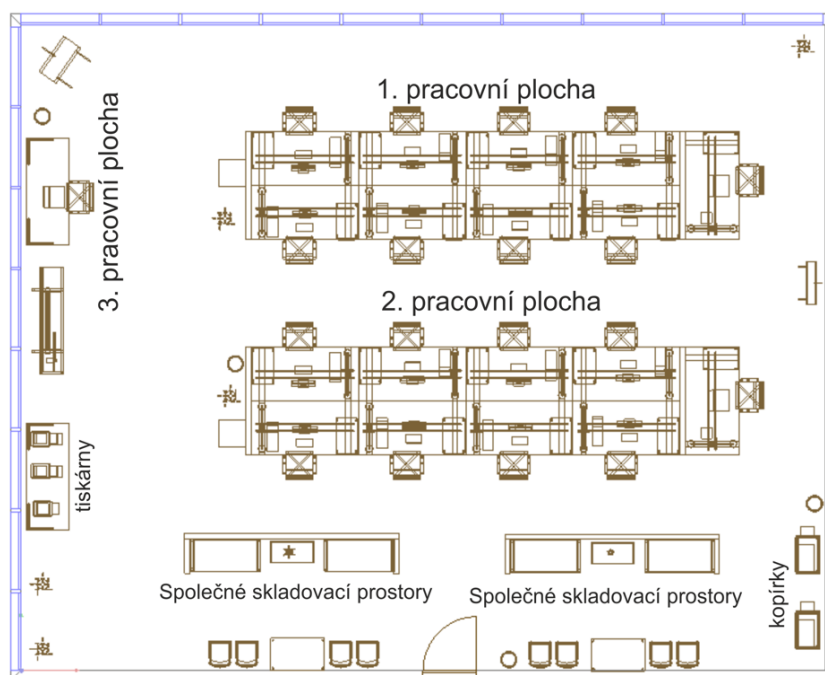 1. pracovní plocha
3. pracovní plocha
2. pracovní plocha
tiskárny
Společné skladovací prostory
Společné skladovací prostory
kopírky